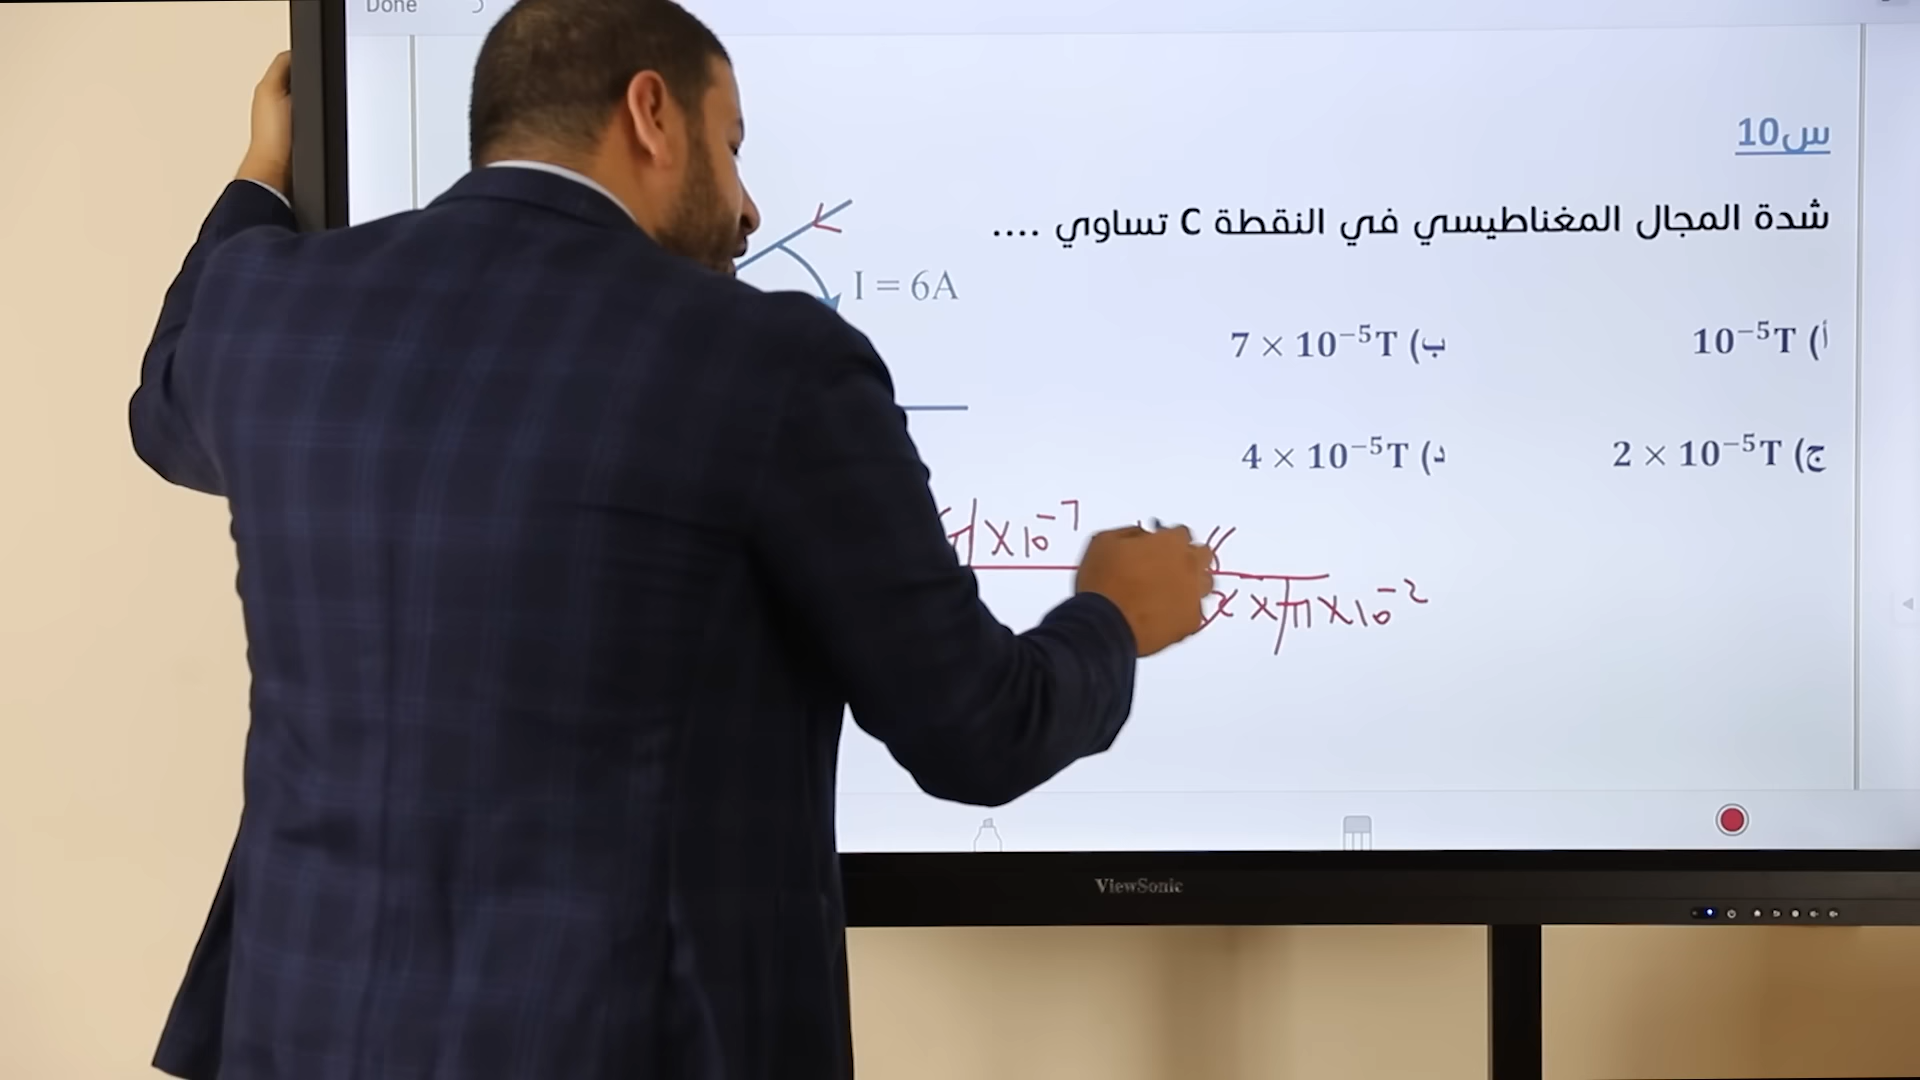 Done
س10
شدة المجال المغناطيسي في النقطة C تساوي ....
I = 6A
أ) 10⁻⁵T
ب) 7 × 10⁻⁵T
ج) 2 × 10⁻⁵T
د) 4 × 10⁻⁵T
π × 10⁻⁷
2 × π × 10⁻²
ViewSonic